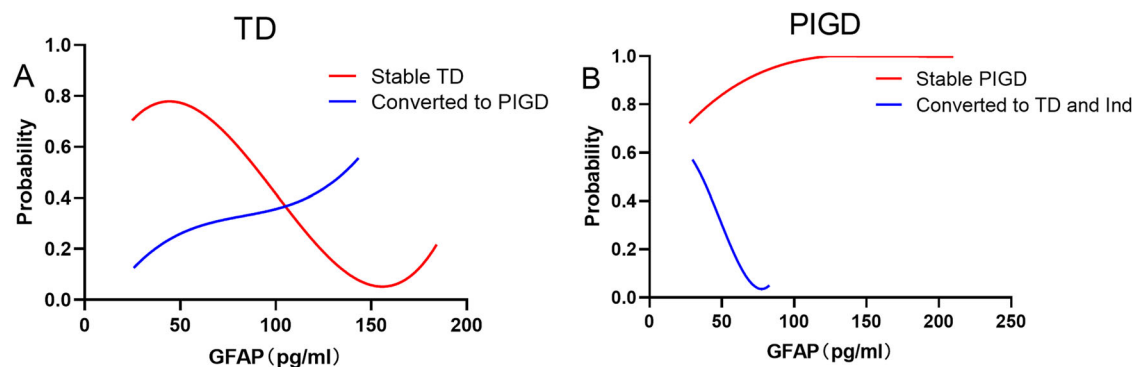 TD
A
Stable TD
Converted to PIGD
Probability
1.0
0.8
0.6
0.4
0.2
0.0
0 50 100 150 200
GFAP（pg/ml）
PIGD
B
Stable PIGD
Converted to TD and Ind
Probability
1.0
0.8
0.6
0.4
0.2
0.0
0 50 100 150 200 250
GFAP（pg/ml）